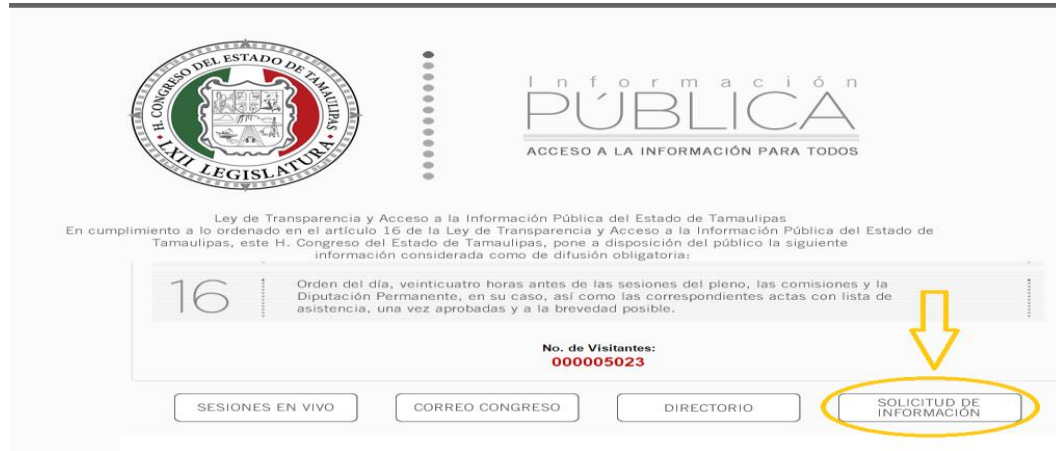 H. CONGRESO DEL ESTADO DE TAMAULIPAS
LXII LEGISLATURA
Información
PÚBLICA
ACCESO A LA INFORMACIÓN PARA TODOS
Ley de Transparencia y Acceso a la Información Pública del Estado de Tamaulipas
En cumplimiento a lo ordenado en el artículo 16 de la Ley de Transparencia y Acceso a la Información Pública del Estado de
Tamaulipas, este H. Congreso del Estado de Tamaulipas, pone a disposición del público la siguiente
información considerada como de difusión obligatoria:
16
Orden del día, veinticuatro horas antes de las sesiones del pleno, las comisiones y la
Diputación Permanente, en su caso, así como las correspondientes actas con lista de
asistencia, una vez aprobadas y a la brevedad posible.
No. de Visitantes:
000005023
SESIONES EN VIVO
CORREO CONGRESO
DIRECTORIO
SOLICITUD DE
INFORMACIÓN